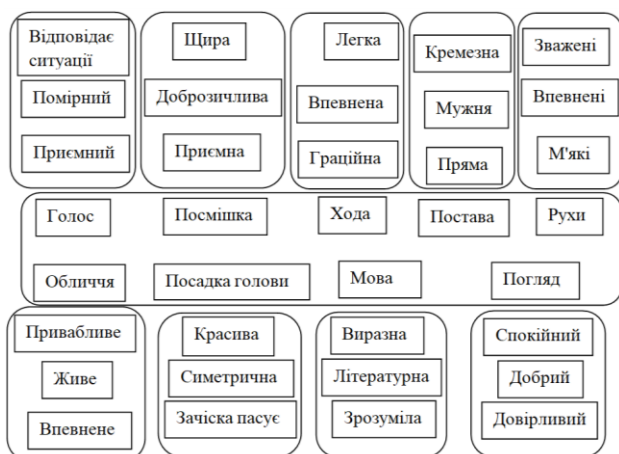 Відповідає
ситуації
Помірний
Приємний
Щира
Доброзичлива
Приємна
Легка
Впевнена
Граційна
Кремезна
Мужня
Пряма
Зважені
Впевнені
М'які
Голос
Посмішка
Хода
Постава
Рухи
Обличчя
Посадка голови
Мова
Погляд
Привабливе
Живе
Впевнене
Красива
Симетрична
Зачіска пасує
Виразна
Літературна
Зрозуміла
Спокійний
Добрий
Довірливий